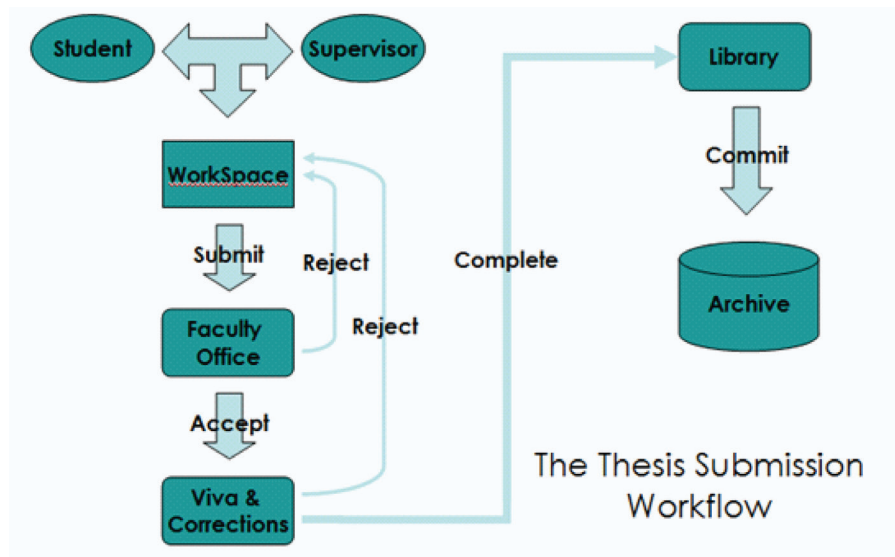 Student
Supervisor
Library
WorkSpace
Commit
Submit
Reject
Complete
Archive
Faculty
Office
Reject
Accept
The Thesis Submission
Workflow
Viva &
Corrections